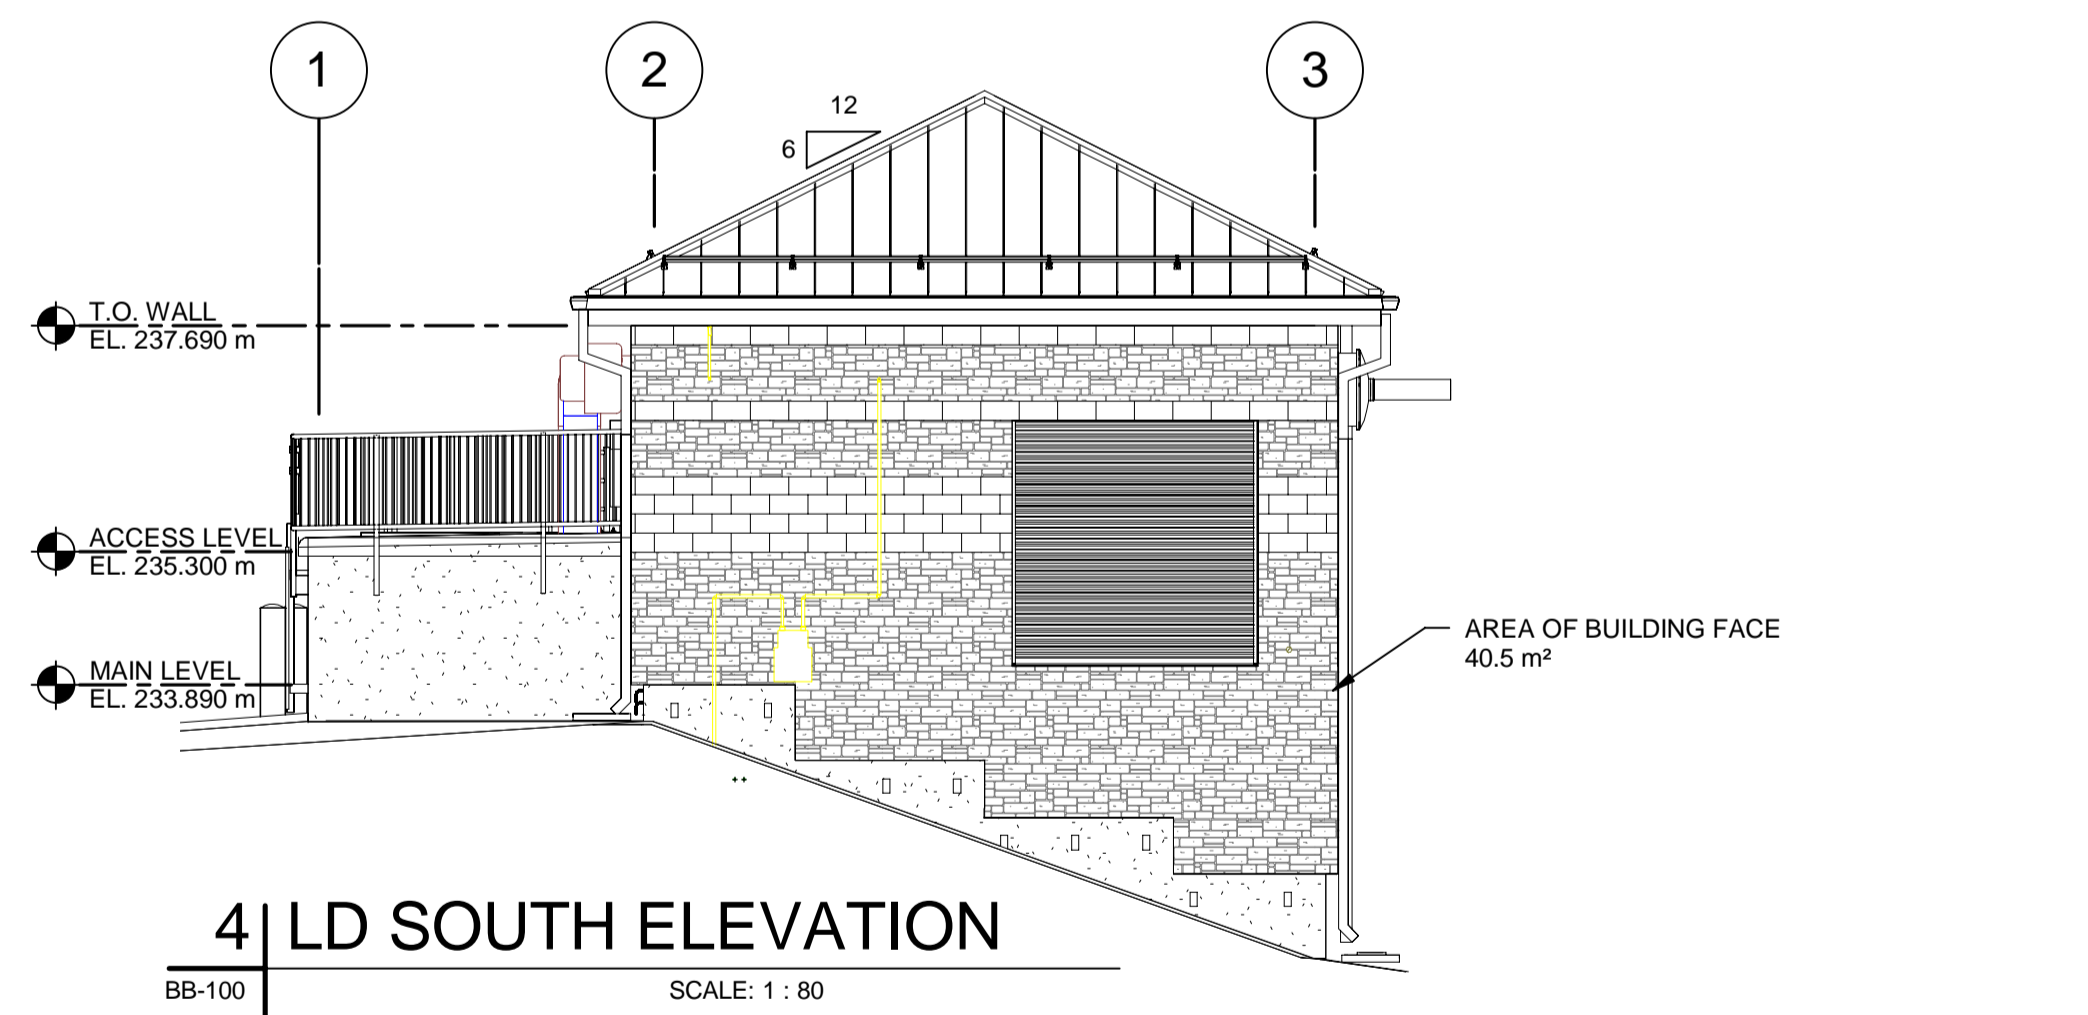 1
2
3
12
6
T.O. WALL
EL. 237.690 m
ACCESS LEVEL
EL. 235.300 m
AREA OF BUILDING FACE
40.5 m²
MAIN LEVEL
EL. 233.890 m
4
LD SOUTH ELEVATION
BB-100
SCALE: 1 : 80